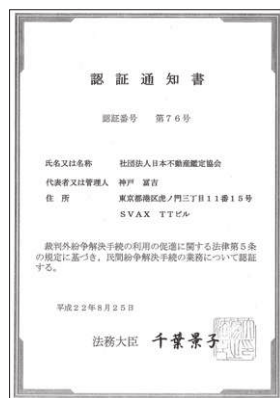 認証通知書
認証番号 第76号
氏名又は名称 社団法人日本不動産鑑定協会
代表者又は管理人 神戸 冨吉
住所 東京都港区虎ノ門三丁目11番15号
SVAX TTビル
裁判外紛争解決手続の利用の促進に関する法律第5条
の規定に基づき，民間紛争解決手続の業務について認証
する。
平成22年8月25日
法務大臣 千葉景子